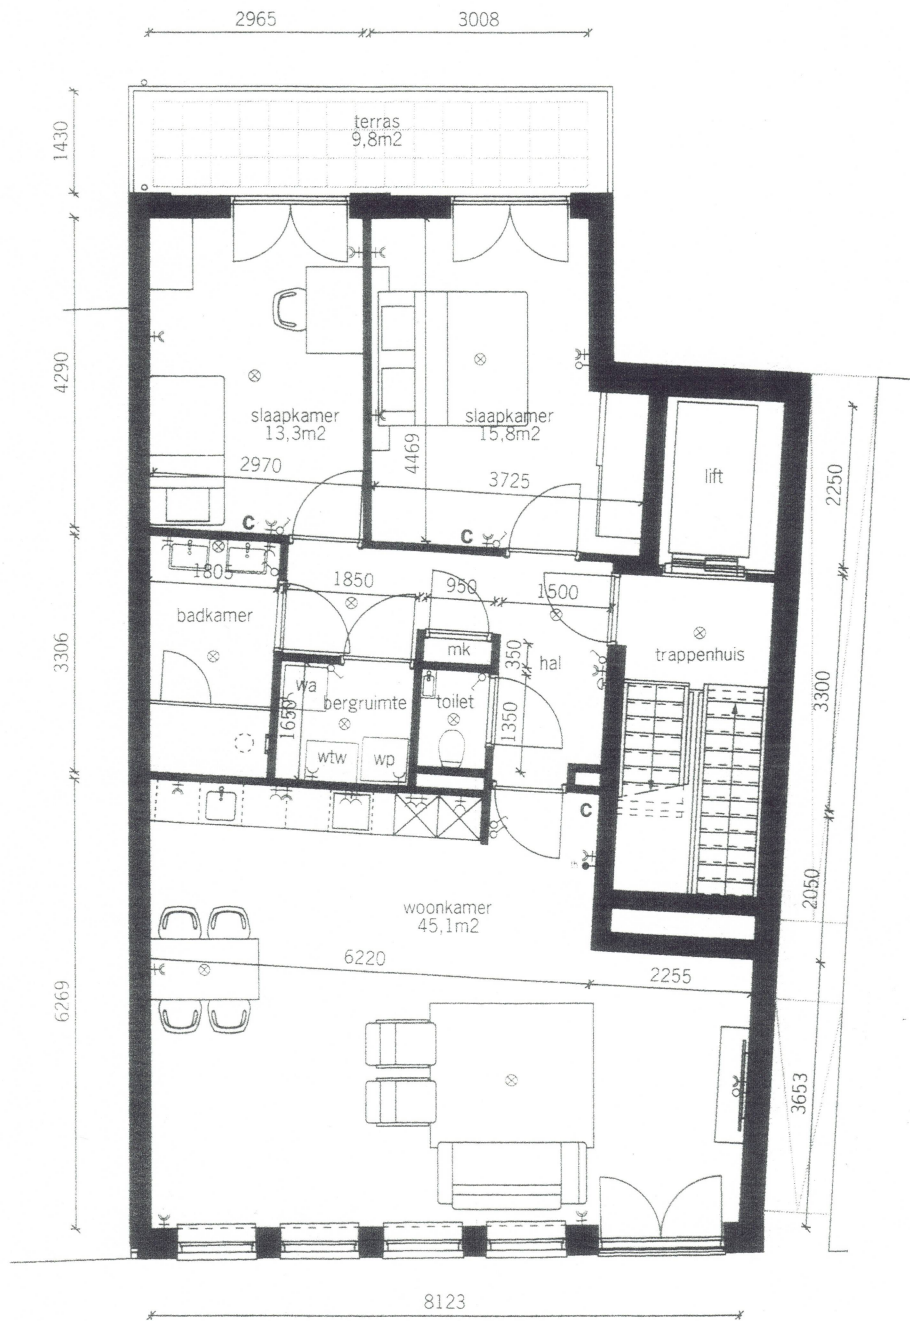 2965
3008
1430
terras
9,8m2
4290
slaapkamer
13,3m2
slaapkamer
15,8m2
4469
2970
3725
lift
2250
C
C
1805
1850
950
1500
badkamer
mk
350
hal
trappenhuis
3306
wa
1650
bergruimte
toilet
1350
3300
wtw
wp
C
woonkamer
45,1m2
2050
6220
2255
6269
3653
8123